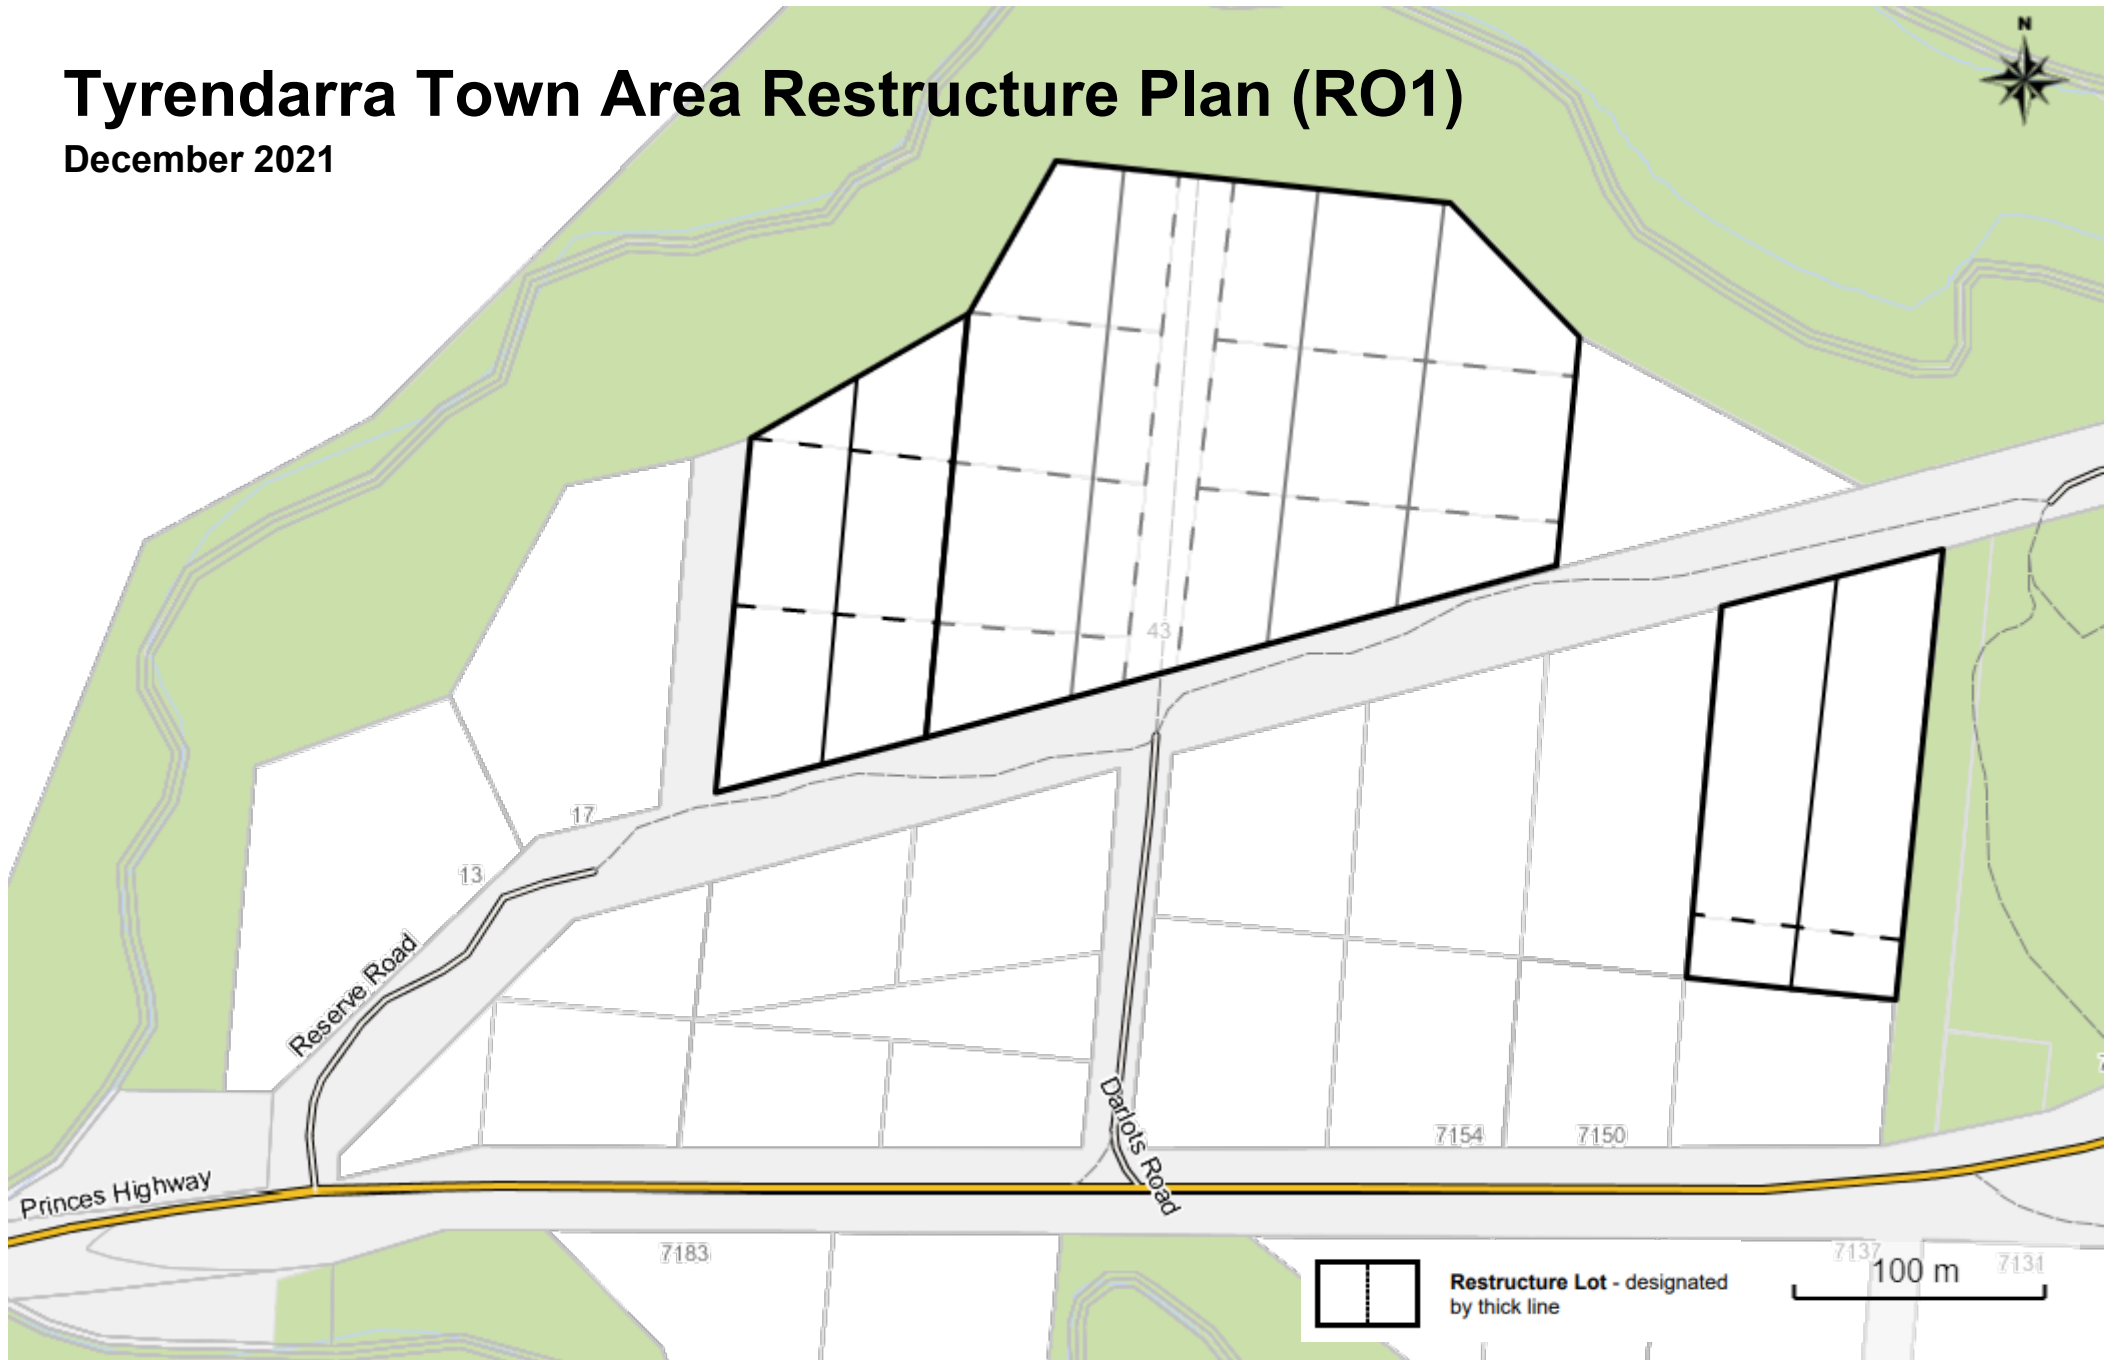 N
Tyrendarra Town Area Restructure Plan (RO1)
December 2021
43
17
13
Reserve Road
Darlots Road
7154
7150
Princes Highway
7183
7137
7131
100 m
Restructure Lot - designated
by thick line